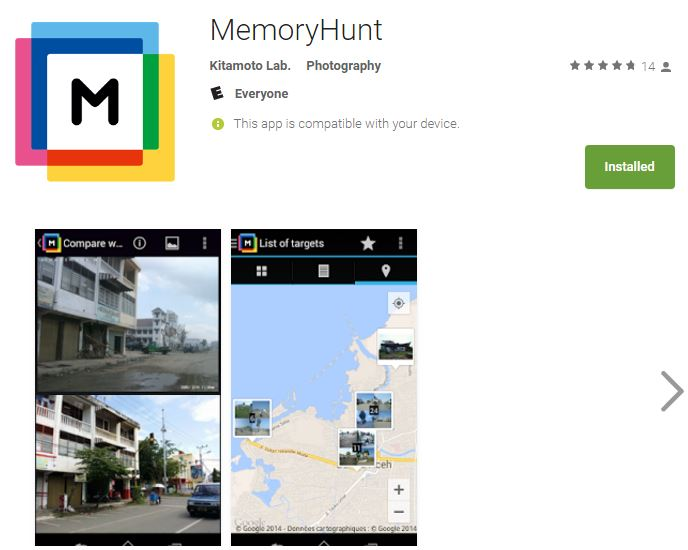 MemoryHunt
M
Kitamoto Lab. Photography
14
E Everyone
This app is compatible with your device.
Installed
M Compare w...
M List of targets
24
11
ceh
Google
© Google 2014 - Données cartographiques : © Google 2014